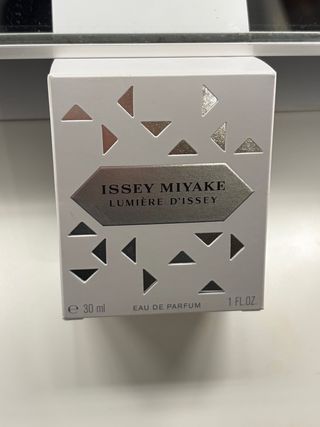 ISSEY MIYAKE
LUMIÈRE D'ISSEY
℮ 30 ml EAU DE PARFUM 1 FL.OZ.